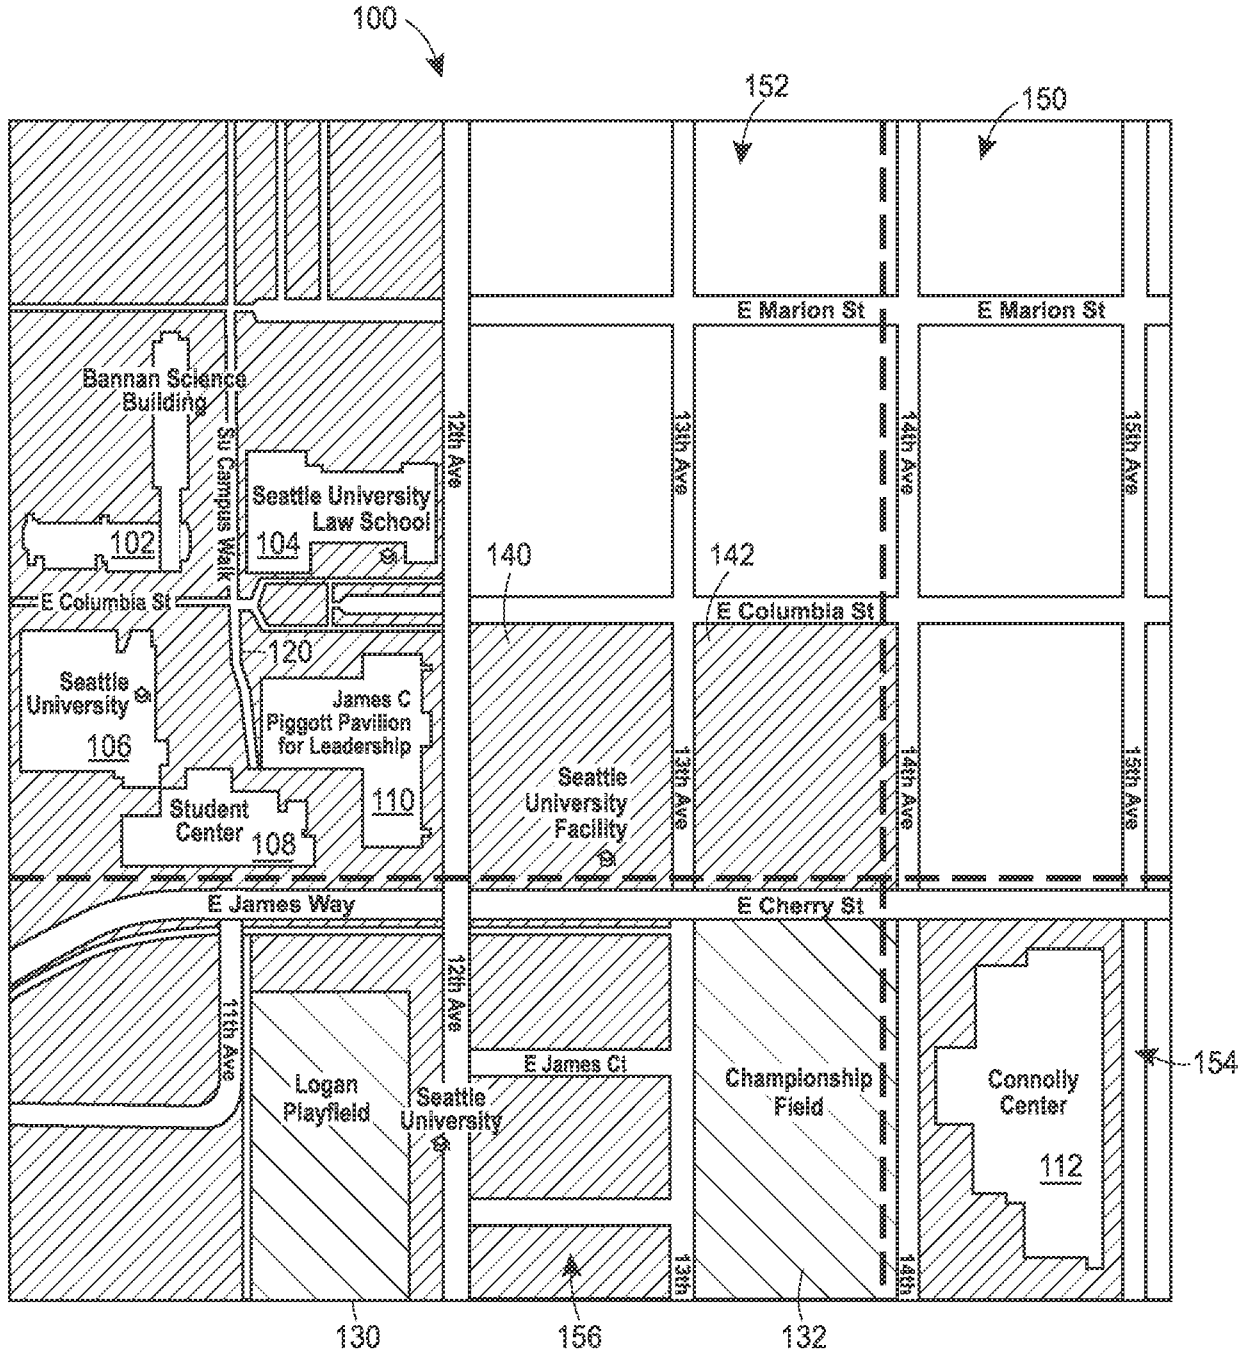 100
152
150
E Marion St
E Marion St
Bannan Science
Building
12th Ave
13th Ave
14th Ave
15th Ave
Su Campus Walk
Seattle University
Law School
102
104
140
142
E Columbia St
E Columbia St
120
Seattle
University
106
James C
Piggott Pavilion
for Leadership
110
13th Ave
14th Ave
15th Ave
Seattle
University
Facility
Student
Center
108
E James Way
E Cherry St
12th Ave
11th Ave
E James Ct
154
Logan
Playfield
Seattle
University
Championship
Field
Connolly
Center
112
13th
14th
130
156
132